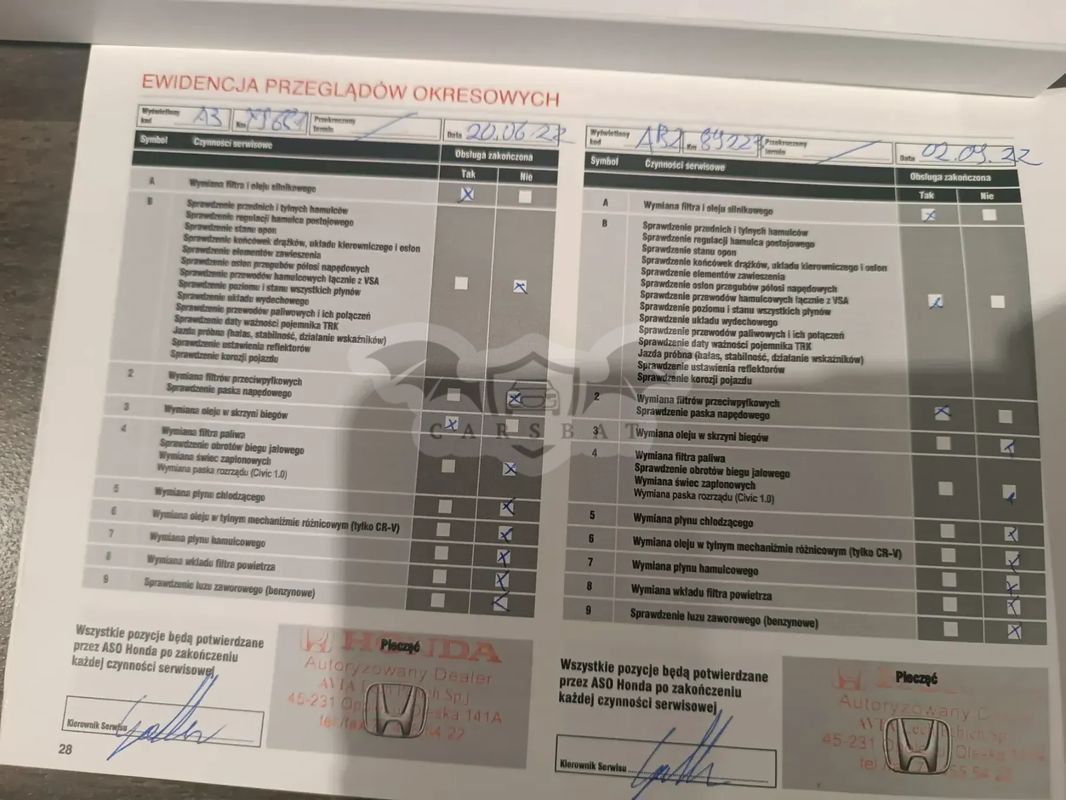 EWIDENCJA PRZEGLĄDÓW OKRESOWYCH
Wyświetlony kod A3 Km Przekroczony termin Data 20.06.22
Symbol Czynności serwisowe Obsługa zakończona
Tak Nie
A Wymiana filtra i oleju silnikowego
B Sprawdzenie przednich i tylnych hamulców
Sprawdzenie regulacji hamulca postojowego
Sprawdzenie stanu opon
Sprawdzenie końcówek drążków, układu kierowniczego i osłon
Sprawdzenie elementów zawieszenia
Sprawdzenie osłon przegubów półosi napędowych
Sprawdzenie przewodów hamulcowych łącznie z VSA
Sprawdzenie poziomu i stanu wszystkich płynów
Sprawdzenie układu wydechowego
Sprawdzenie przewodów paliwowych i ich połączeń
Sprawdzenie daty ważności pojemnika TRK
Jazda próbna (hałas, stabilność, działanie wskaźników)
Sprawdzenie ustawienia reflektorów
Sprawdzenie korozji pojazdu
2 Wymiana filtrów przeciwpyłkowych
Sprawdzenie paska napędowego
3 Wymiana oleju w skrzyni biegów
4 Wymiana filtra paliwa
Sprawdzenie obrotów biegu jałowego
Wymiana świec zapłonowych
Wymiana paska rozrządu (Civic 1.0)
5 Wymiana płynu chłodzącego
6 Wymiana oleju w tylnym mechaniźmie różnicowym (tylko CR-V)
7 Wymiana płynu hamulcowego
8 Wymiana wkładu filtra powietrza
9 Sprawdzenie luzu zaworowego (benzynowe)
Wszystkie pozycje będą potwierdzane
przez ASO Honda po zakończeniu
każdej czynności serwisowej
Kierownik Serwisu
Pieczęć
HONDA
Autoryzowany Dealer
45-231 Oleska 141A
28
Wyświetlony kod AB2 Km Przekroczony termin Data 02.09.22
Symbol Czynności serwisowe Obsługa zakończona
Tak Nie
A Wymiana filtra i oleju silnikowego
B Sprawdzenie przednich i tylnych hamulców
Sprawdzenie regulacji hamulca postojowego
Sprawdzenie stanu opon
Sprawdzenie końcówek drążków, układu kierowniczego i osłon
Sprawdzenie elementów zawieszenia
Sprawdzenie osłon przegubów półosi napędowych
Sprawdzenie przewodów hamulcowych łącznie z VSA
Sprawdzenie poziomu i stanu wszystkich płynów
Sprawdzenie układu wydechowego
Sprawdzenie przewodów paliwowych i ich połączeń
Sprawdzenie daty ważności pojemnika TRK
Jazda próbna (hałas, stabilność, działanie wskaźników)
Sprawdzenie ustawienia reflektorów
Sprawdzenie korozji pojazdu
2 Wymiana filtrów przeciwpyłkowych
Sprawdzenie paska napędowego
3 Wymiana oleju w skrzyni biegów
4 Wymiana filtra paliwa
Sprawdzenie obrotów biegu jałowego
Wymiana świec zapłonowych
Wymiana paska rozrządu (Civic 1.0)
5 Wymiana płynu chłodzącego
6 Wymiana oleju w tylnym mechaniźmie różnicowym (tylko CR-V)
7 Wymiana płynu hamulcowego
8 Wymiana wkładu filtra powietrza
9 Sprawdzenie luzu zaworowego (benzynowe)
Wszystkie pozycje będą potwierdzane
przez ASO Honda po zakończeniu
każdej czynności serwisowej
Kierownik Serwisu
Pieczęć
Autoryzowany
45-231 Oleska
CARSBAT